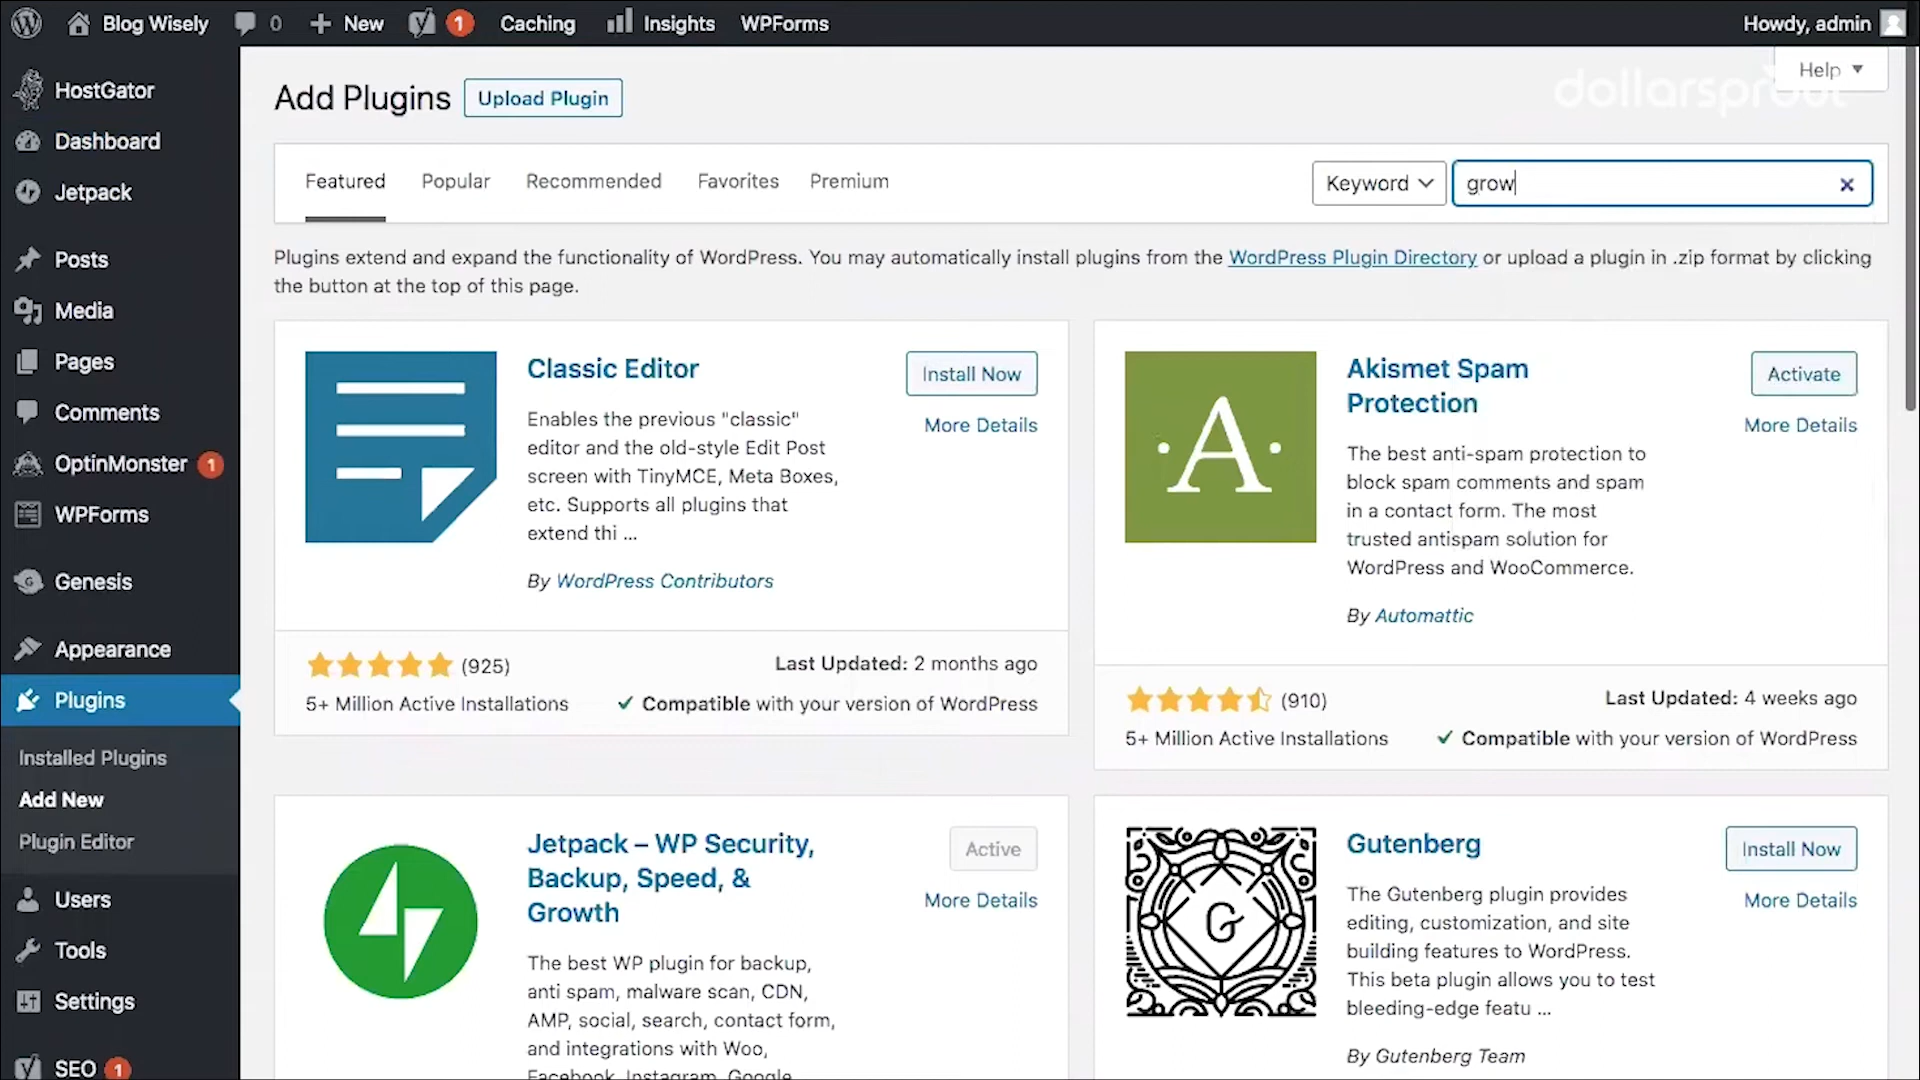 Blog Wisely
0
New
1
Caching
Insights
WPForms
Howdy, admin
HostGator
Dashboard
Jetpack
Posts
Media
Pages
Comments
OptinMonster 1
WPForms
Genesis
Appearance
Plugins
Installed Plugins
Add New
Plugin Editor
Users
Tools
Settings
SEO 1
Help
dollarsprout
Add Plugins
Upload Plugin
Featured
Popular
Recommended
Favorites
Premium
Keyword
grow
Plugins extend and expand the functionality of WordPress. You may automatically install plugins from the WordPress Plugin Directory or upload a plugin in .zip format by clicking
the button at the top of this page.
Classic Editor
Install Now
More Details
Enables the previous "classic"
editor and the old-style Edit Post
screen with TinyMCE, Meta Boxes,
etc. Supports all plugins that
extend thi ...
By WordPress Contributors
(925)
Last Updated: 2 months ago
5+ Million Active Installations
Compatible with your version of WordPress
A
Akismet Spam
Protection
Activate
More Details
The best anti-spam protection to
block spam comments and spam
in a contact form. The most
trusted antispam solution for
WordPress and WooCommerce.
By Automattic
(910)
Last Updated: 4 weeks ago
5+ Million Active Installations
Compatible with your version of WordPress
Jetpack – WP Security,
Backup, Speed, &
Growth
Active
More Details
The best WP plugin for backup,
anti spam, malware scan, CDN,
AMP, social, search, contact form,
and integrations with Woo,
Facebook, Instagram, Google
G
Gutenberg
Install Now
More Details
The Gutenberg plugin provides
editing, customization, and site
building features to WordPress.
This beta plugin allows you to test
bleeding-edge featu ...
By Gutenberg Team